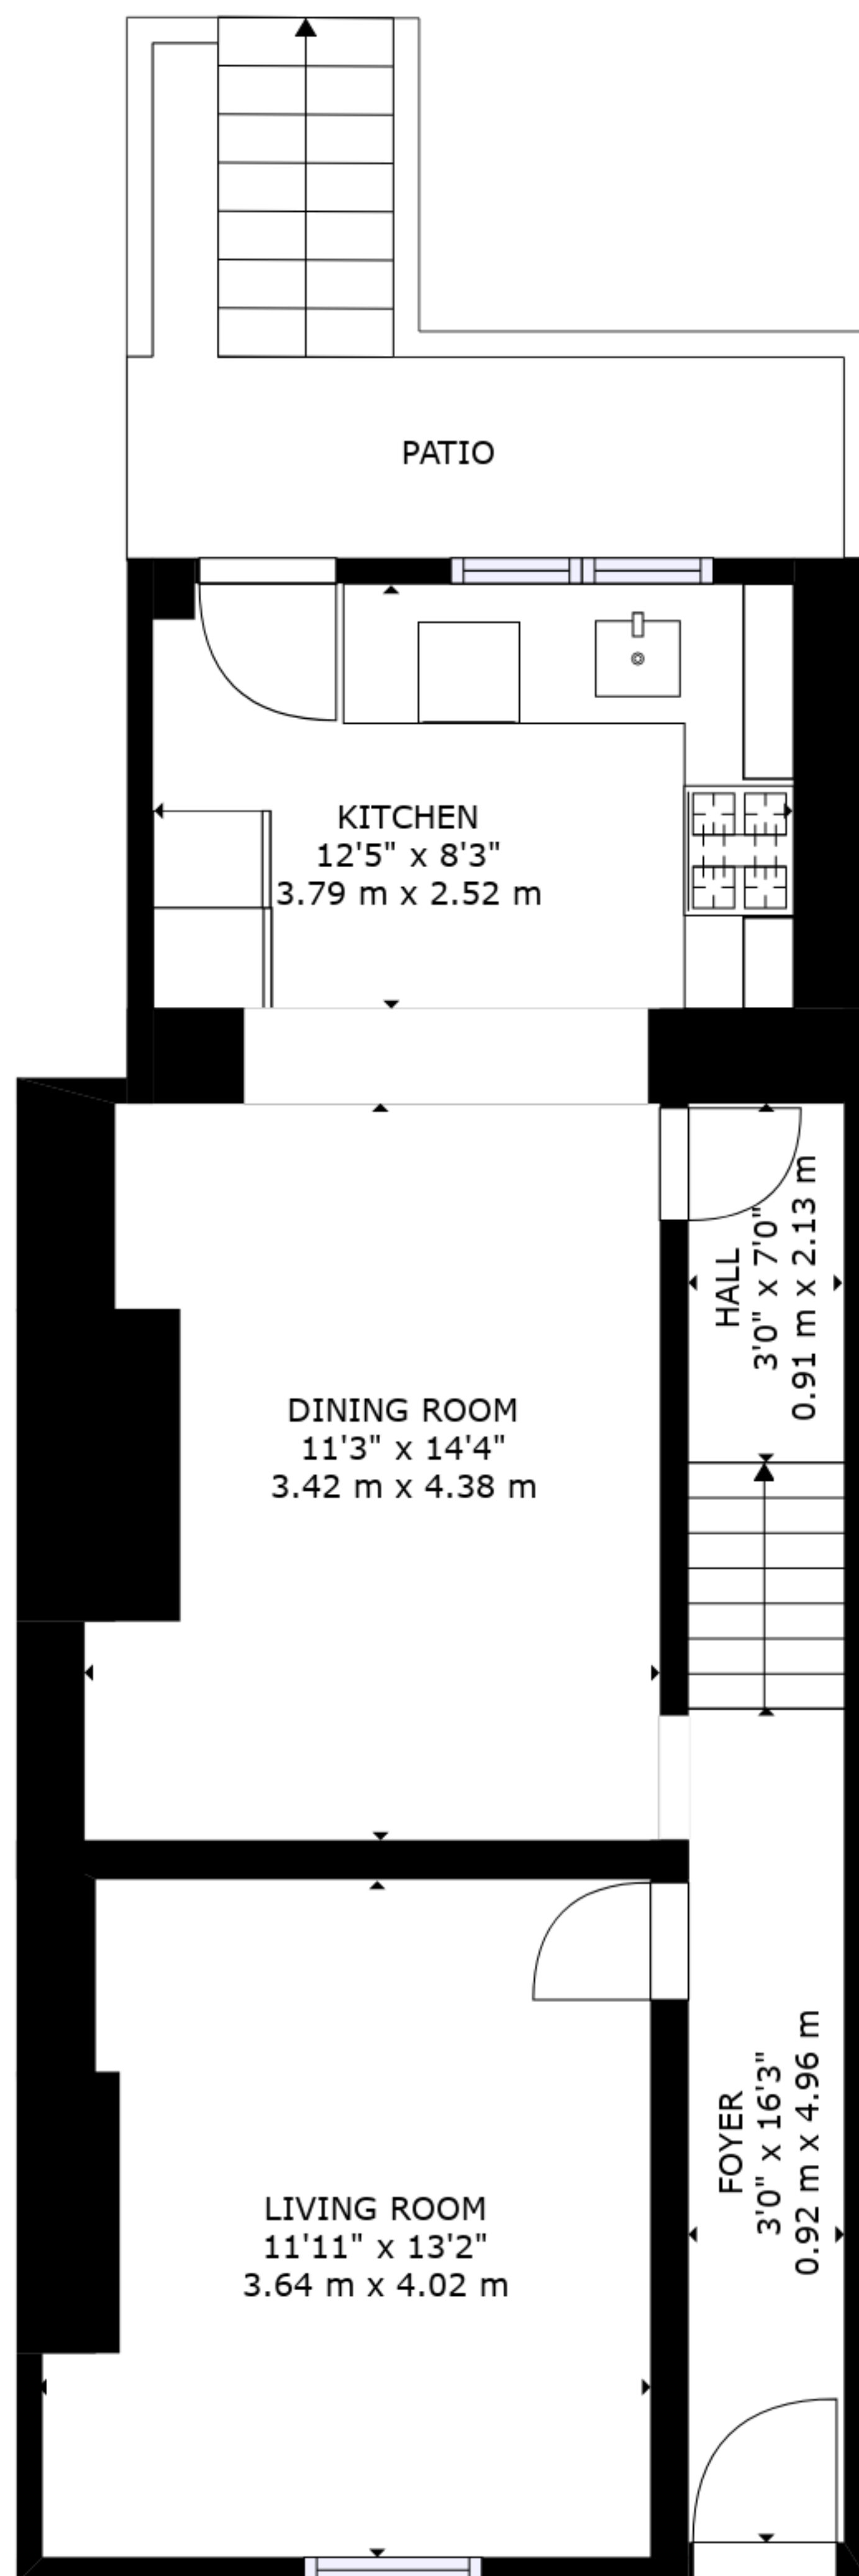 PATIO
KITCHEN
12'5" x 8'3"
3.79 m x 2.52 m
HALL
3'0" x 7'0"
0.91 m x 2.13 m
DINING ROOM
11'3" x 14'4"
3.42 m x 4.38 m
FOYER
3'0" x 16'3"
0.92 m x 4.96 m
LIVING ROOM
11'11" x 13'2"
3.64 m x 4.02 m